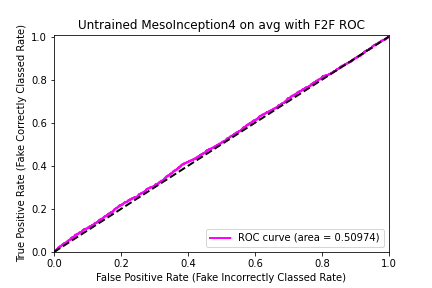 Untrained MesoInception4 on avg with F2F ROC
True Positive Rate (Fake Correctly Classed Rate)
1.0
0.8
0.6
0.4
0.2
0.0
ROC curve (area = 0.50974)
0.0 0.2 0.4 0.6 0.8 1.0
False Positive Rate (Fake Incorrectly Classed Rate)